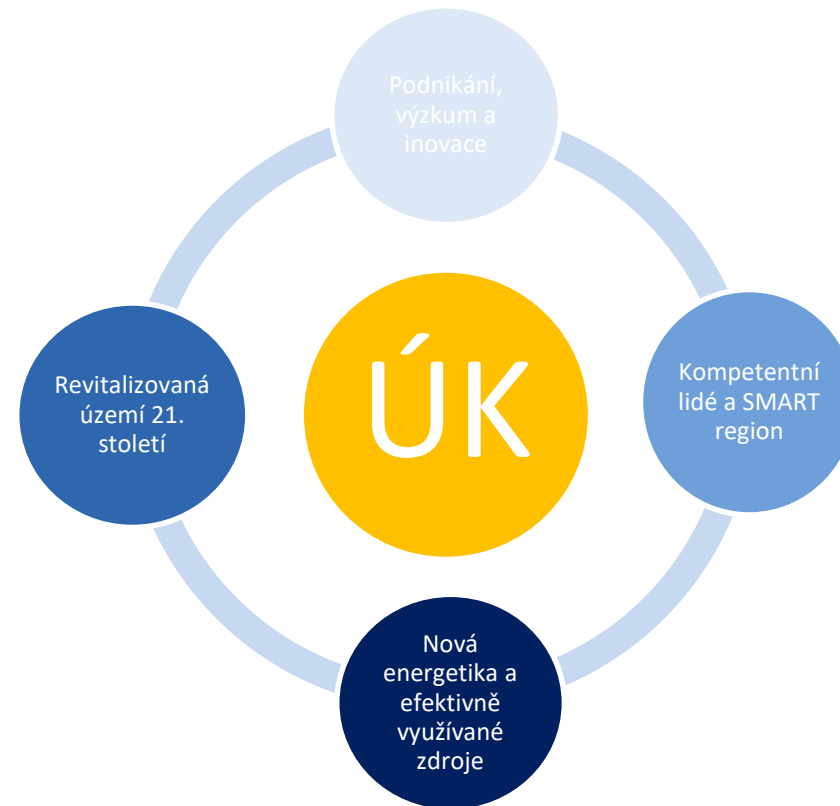 Podnikání,
výzkum a
inovace
Revitalizovaná
území 21.
století
ÚK
Kompetentní
lidé a SMART
region
Nová
energetika a
efektivně
využívané
zdroje